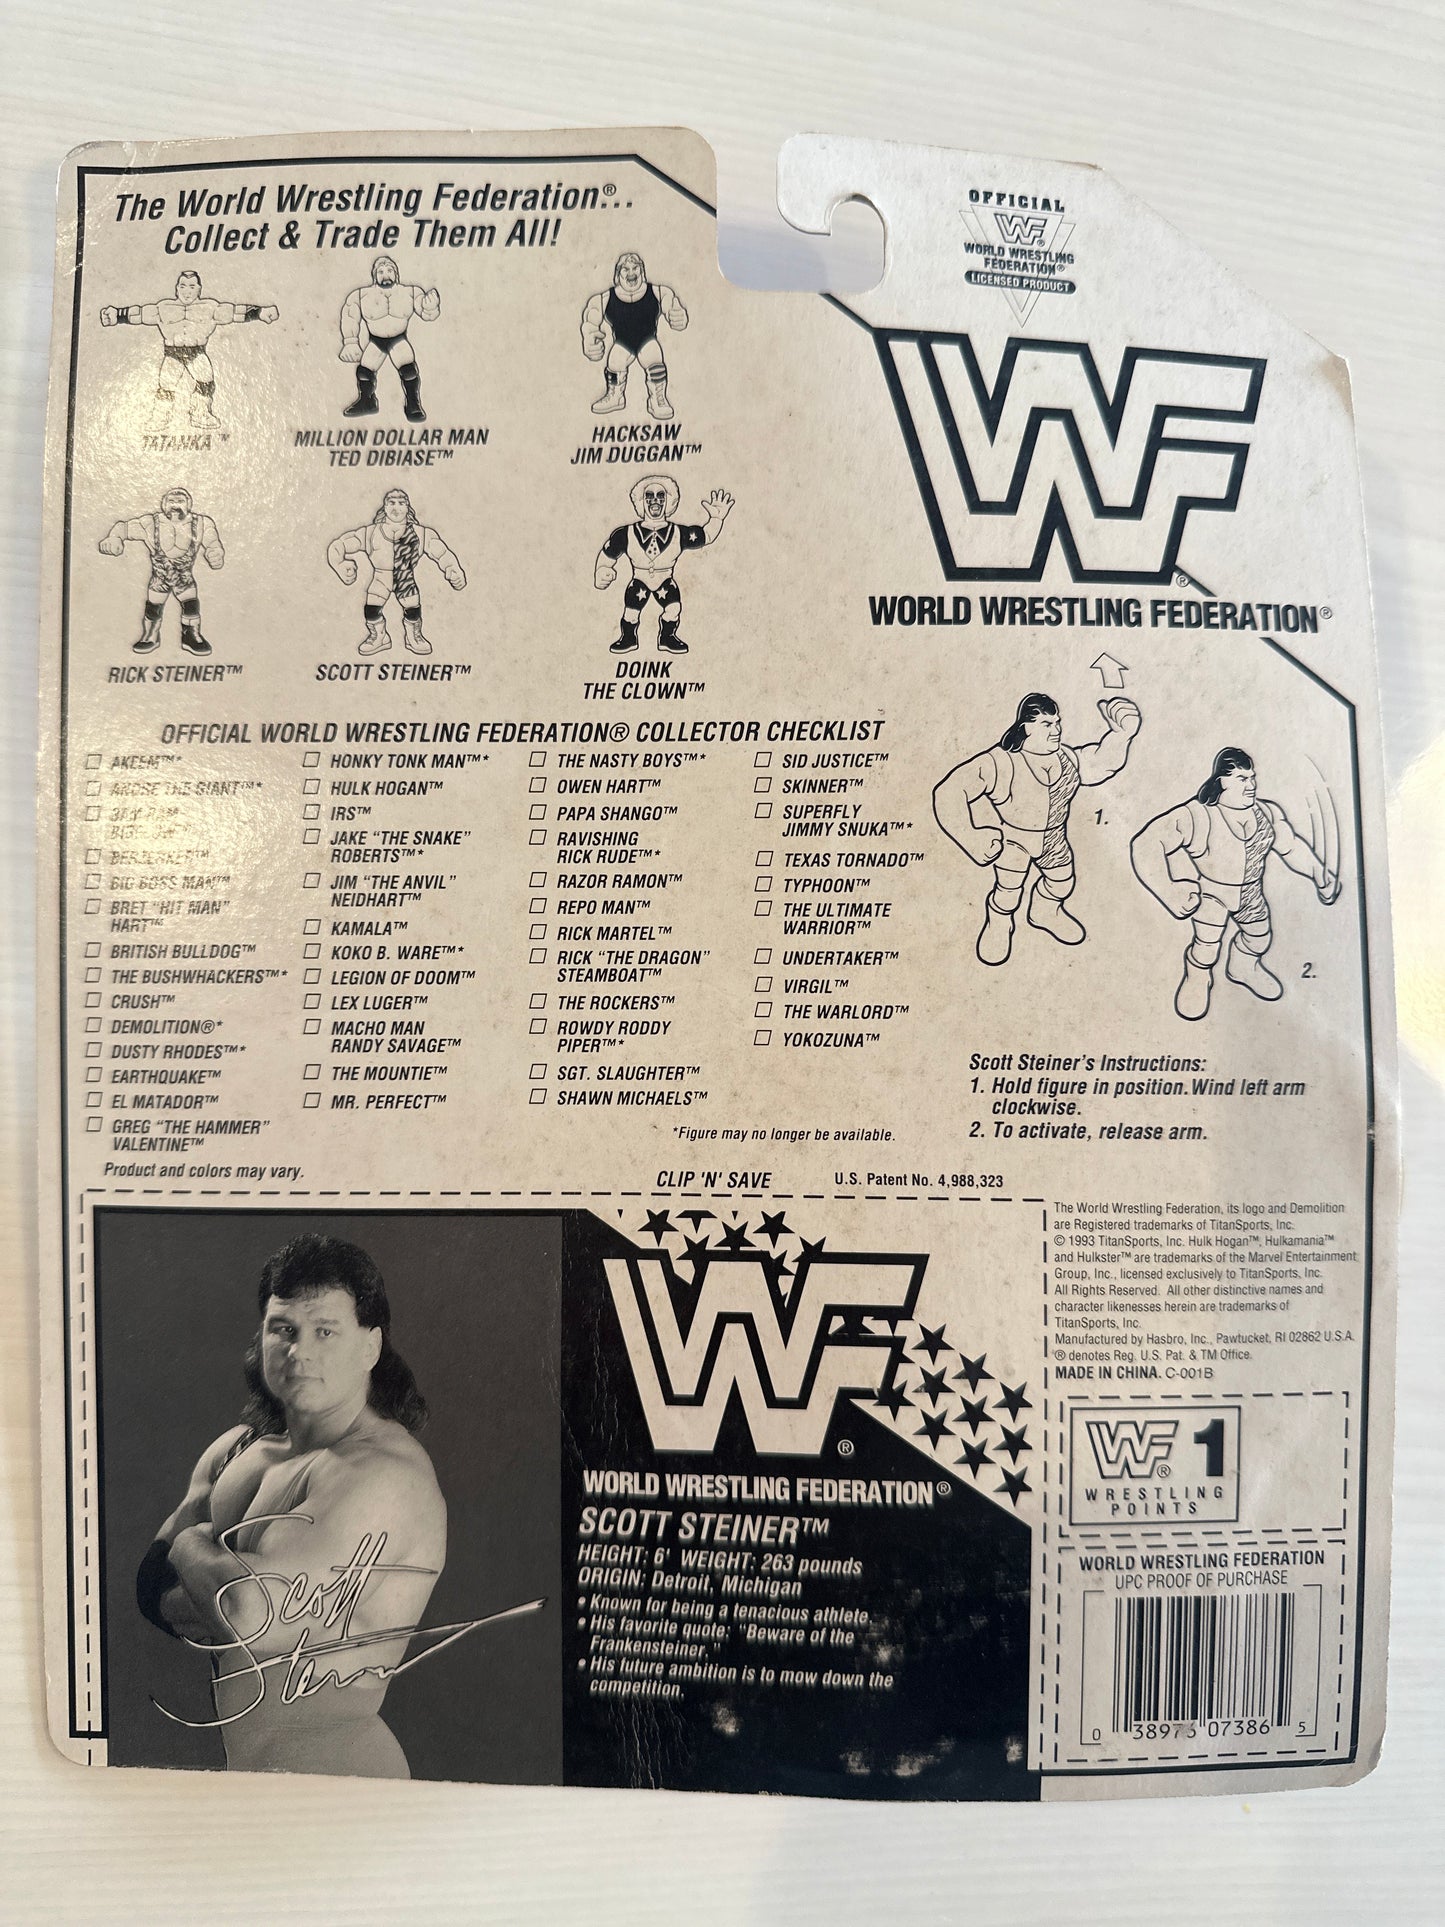 The World Wrestling Federation®...
Collect & Trade Them All!
TATANKA™
MILLION DOLLAR MAN
TED DIBIASE™
HACKSAW
JIM DUGGAN™
RICK STEINER™
SCOTT STEINER™
DOINK
THE CLOWN™
OFFICIAL
WF®
WORLD WRESTLING
FEDERATION®
LICENSED PRODUCT
WF®
WORLD WRESTLING FEDERATION®
OFFICIAL WORLD WRESTLING FEDERATION® COLLECTOR CHECKLIST
AKEEM™*
ANDRE THE GIANT™*
BAM BAM
BIGELOW™
BERZERKER™
BIG BOSS MAN™
BRET "HIT MAN"
HART™
BRITISH BULLDOG™
THE BUSHWHACKERS™*
CRUSH™
DEMOLITION®*
DUSTY RHODES™*
EARTHQUAKE™
EL MATADOR™
GREG "THE HAMMER"
VALENTINE™
HONKY TONK MAN™*
HULK HOGAN™
IRS™
JAKE "THE SNAKE"
ROBERTS™*
JIM "THE ANVIL"
NEIDHART™
KAMALA™
KOKO B. WARE™*
LEGION OF DOOM™
LEX LUGER™
MACHO MAN
RANDY SAVAGE™
THE MOUNTIE™
MR. PERFECT™
THE NASTY BOYS™*
OWEN HART™
PAPA SHANGO™
RAVISHING
RICK RUDE™*
RAZOR RAMON™
REPO MAN™
RICK MARTEL™
RICK "THE DRAGON"
STEAMBOAT™
THE ROCKERS™
ROWDY RODDY
PIPER™*
SGT. SLAUGHTER™
SHAWN MICHAELS™
SID JUSTICE™
SKINNER™
SUPERFLY
JIMMY SNUKA™*
TEXAS TORNADO™
TYPHOON™
THE ULTIMATE
WARRIOR™
UNDERTAKER™
VIRGIL™
THE WARLORD™
YOKOZUNA™
*Figure may no longer be available.
Product and colors may vary.
1.
2.
Scott Steiner's Instructions:
1. Hold figure in position. Wind left arm
clockwise.
2. To activate, release arm.
CLIP 'N' SAVE
U.S. Patent No. 4,988,323
The World Wrestling Federation, its logo and Demolition
are Registered trademarks of TitanSports, Inc.
© 1993 TitanSports, Inc. Hulk Hogan™, Hulkamania™
and Hulkster™ are trademarks of the Marvel Entertainment
Group, Inc., licensed exclusively to TitanSports, Inc.
All Rights Reserved. All other distinctive names and
character likenesses herein are trademarks of
TitanSports, Inc.
Manufactured by Hasbro, Inc., Pawtucket, RI 02862 U.S.A.
® denotes Reg. U.S. Pat. & TM Office.
MADE IN CHINA. C-001B
Scott
Steiner
WF®
WORLD WRESTLING FEDERATION®
SCOTT STEINER™
HEIGHT: 6' WEIGHT: 263 pounds
ORIGIN: Detroit, Michigan
• Known for being a tenacious athlete.
• His favorite quote: "Beware of the
Frankensteiner."
• His future ambition is to mow down the
competition.
WF® 1
WRESTLING
POINTS
WORLD WRESTLING FEDERATION
UPC PROOF OF PURCHASE
0 38973 07386 5